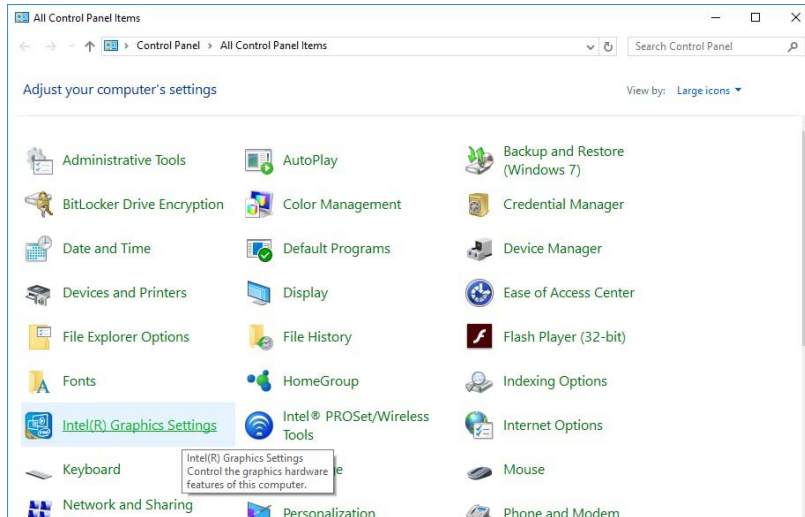 All Control Panel Items
Control Panel > All Control Panel Items
Search Control Panel
Adjust your computer's settings
View by: Large icons
Administrative Tools
AutoPlay
Backup and Restore
(Windows 7)
BitLocker Drive Encryption
Color Management
Credential Manager
Date and Time
Default Programs
Device Manager
Devices and Printers
Display
Ease of Access Center
File Explorer Options
File History
Flash Player (32-bit)
Fonts
HomeGroup
Indexing Options
Intel(R) Graphics Settings
Intel® PROSet/Wireless
Tools
Internet Options
Keyboard
Intel(R) Graphics Settings
Control the graphics hardware
features of this computer.
Mouse
Network and Sharing
Personalization
Phone and Modem